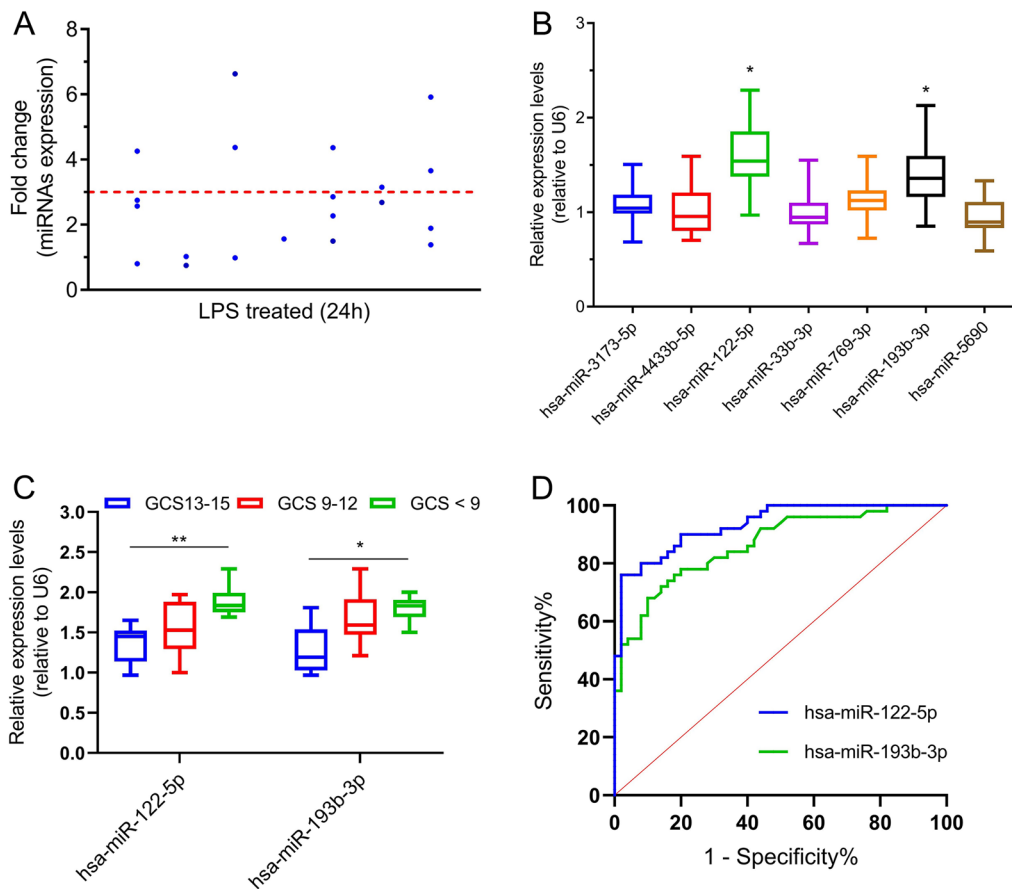 A
Fold change
(miRNAs expression)
8
6
4
2
0
LPS treated (24h)
B
Relative expression levels
(relative to U6)
3
2
1
0
*
*
hsa-miR-3173-5p
hsa-miR-4433b-5p
hsa-miR-122-5p
hsa-miR-33b-3p
hsa-miR-769-3p
hsa-miR-193b-3p
hsa-miR-5690
C
GCS13-15 GCS 9-12 GCS < 9
Relative expression levels
(relative to U6)
3.0
2.5
2.0
1.5
1.0
0.5
0.0
**
*
hsa-miR-122-5p
hsa-miR-193b-3p
D
Sensitivity%
100
80
60
40
20
0
hsa-miR-122-5p
hsa-miR-193b-3p
0 20 40 60 80 100
1 - Specificity%